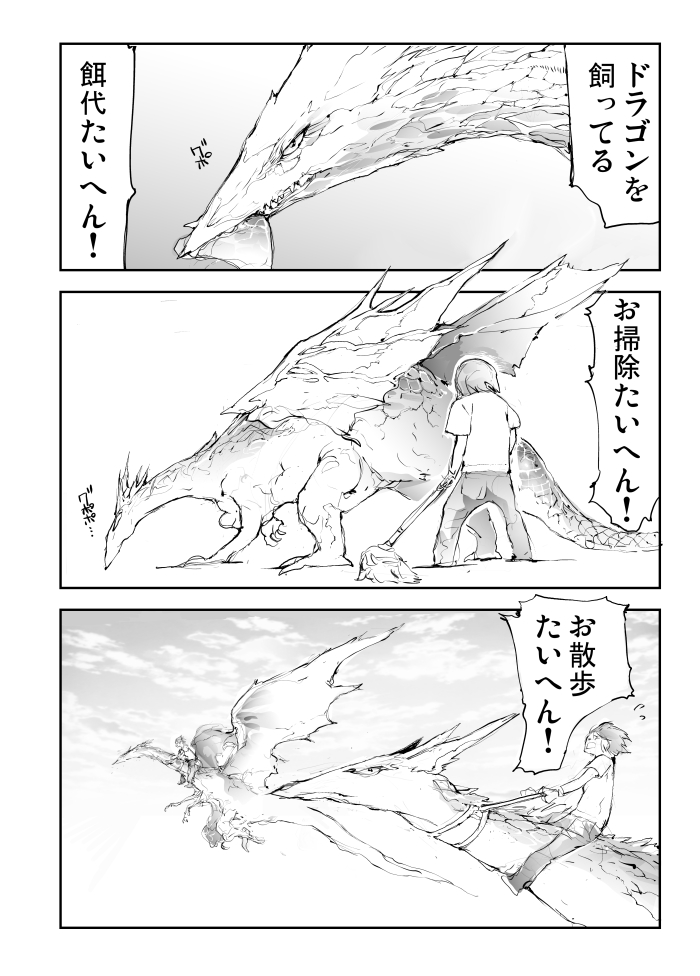 ドラゴンを
飼ってる
グポ゜
餌代たいへん！
お掃除たいへん！
グポポ…
お散歩
たいへん！